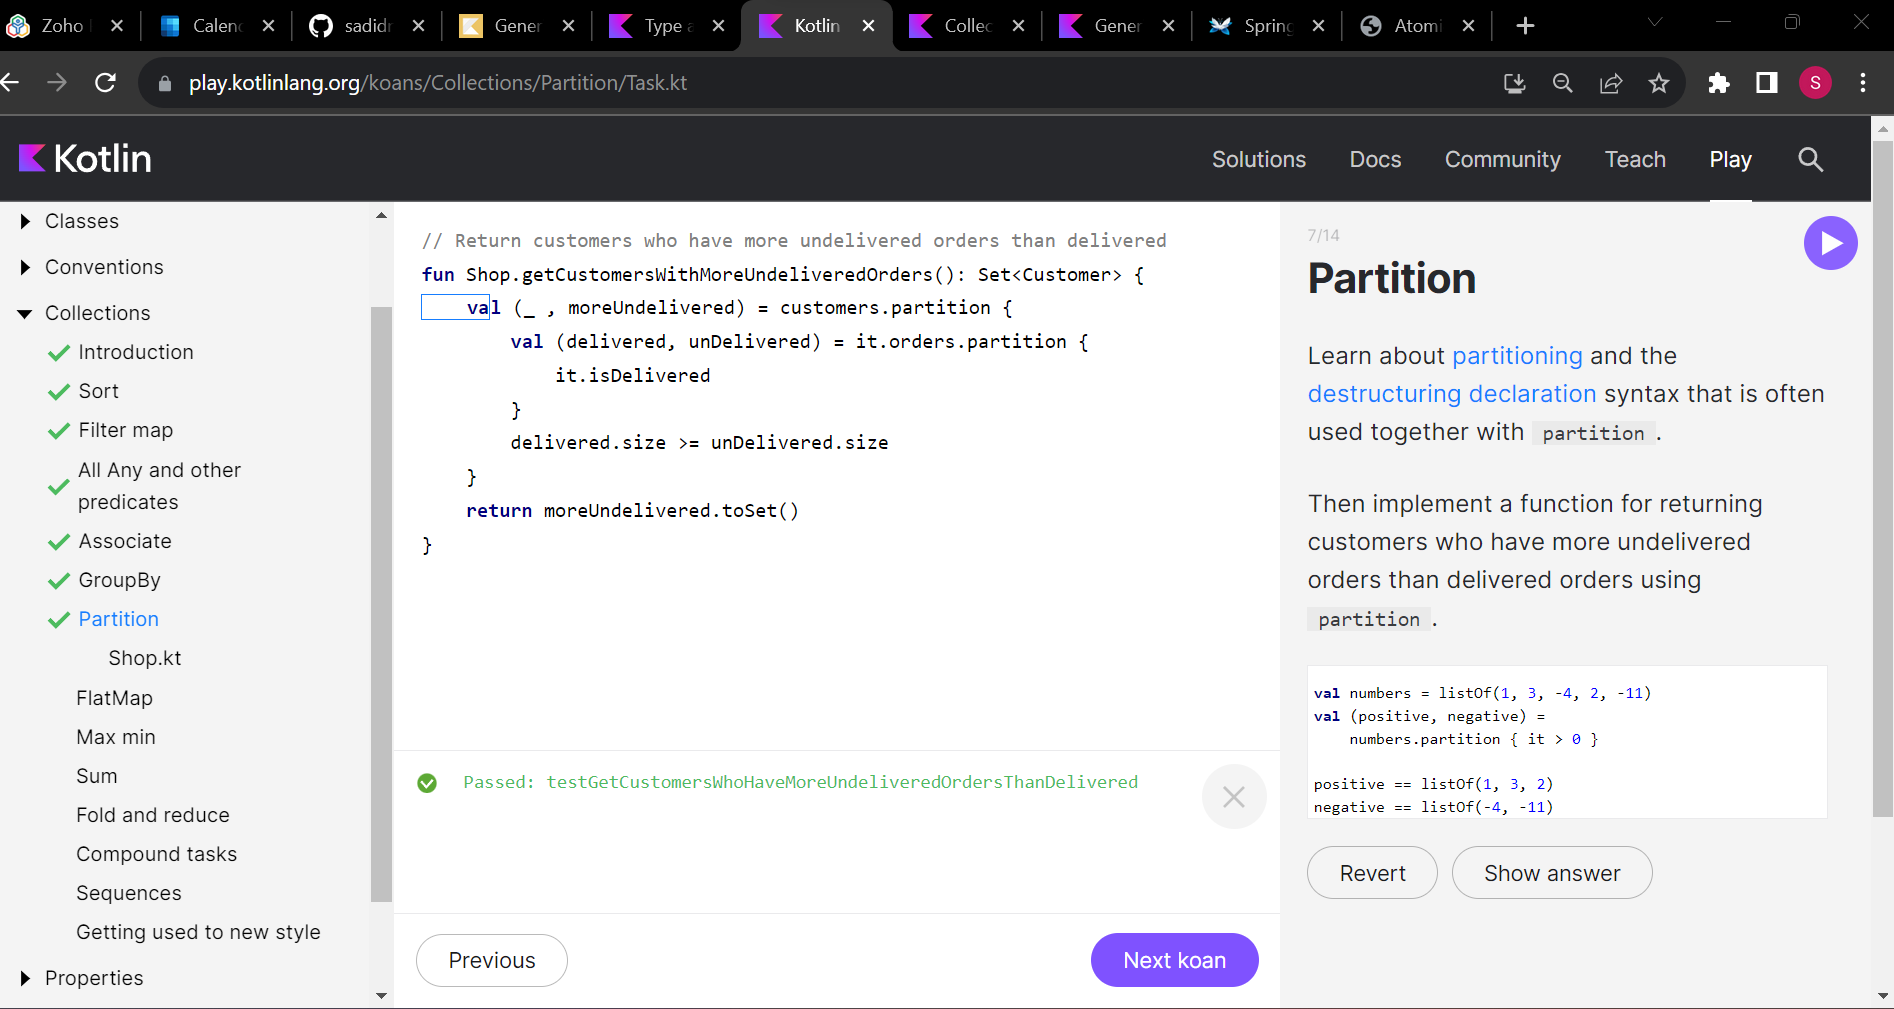 Zoho
Calen
sadidr
Gener
Type a
Kotlin
Collec
Gener
Spring
Atomi
play.kotlinlang.org/koans/Collections/Partition/Task.kt
S
Kotlin
Solutions
Docs
Community
Teach
Play
Classes
Conventions
Collections
Introduction
Sort
Filter map
All Any and other
predicates
Associate
GroupBy
Partition
Shop.kt
FlatMap
Max min
Sum
Fold and reduce
Compound tasks
Sequences
Getting used to new style
Properties
// Return customers who have more undelivered orders than delivered
fun Shop.getCustomersWithMoreUndeliveredOrders(): Set<Customer> {
    val (_ , moreUndelivered) = customers.partition {
        val (delivered, unDelivered) = it.orders.partition {
            it.isDelivered
        }
        delivered.size >= unDelivered.size
    }
    return moreUndelivered.toSet()
}
Passed: testGetCustomersWhoHaveMoreUndeliveredOrdersThanDelivered
Previous
Next koan
7/14
Partition
Learn about partitioning and the
destructuring declaration syntax that is often
used together with partition.
Then implement a function for returning
customers who have more undelivered
orders than delivered orders using
partition.
val numbers = listOf(1, 3, -4, 2, -11)
val (positive, negative) =
    numbers.partition { it > 0 }
positive == listOf(1, 3, 2)
negative == listOf(-4, -11)
Revert
Show answer